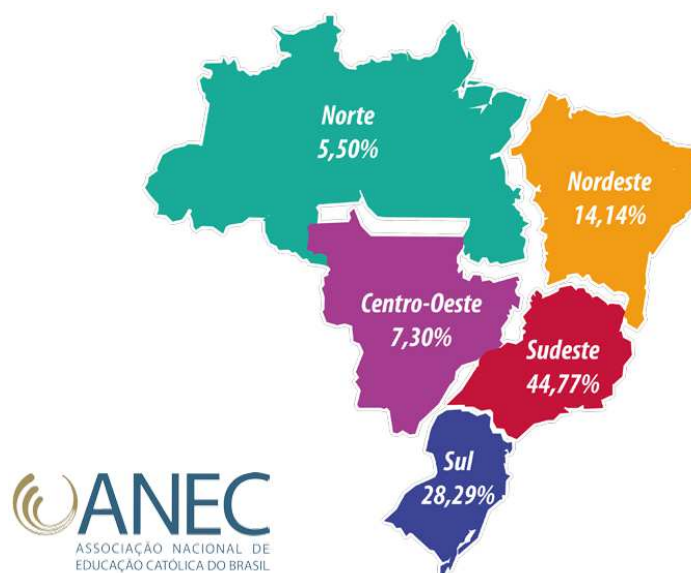 Norte
5,50%
Nordeste
14,14%
Centro-Oeste
7,30%
Sudeste
44,77%
Sul
28,29%
ANEC
ASSOCIAÇÃO NACIONAL DE
EDUCAÇÃO CATÓLICA DO BRASIL